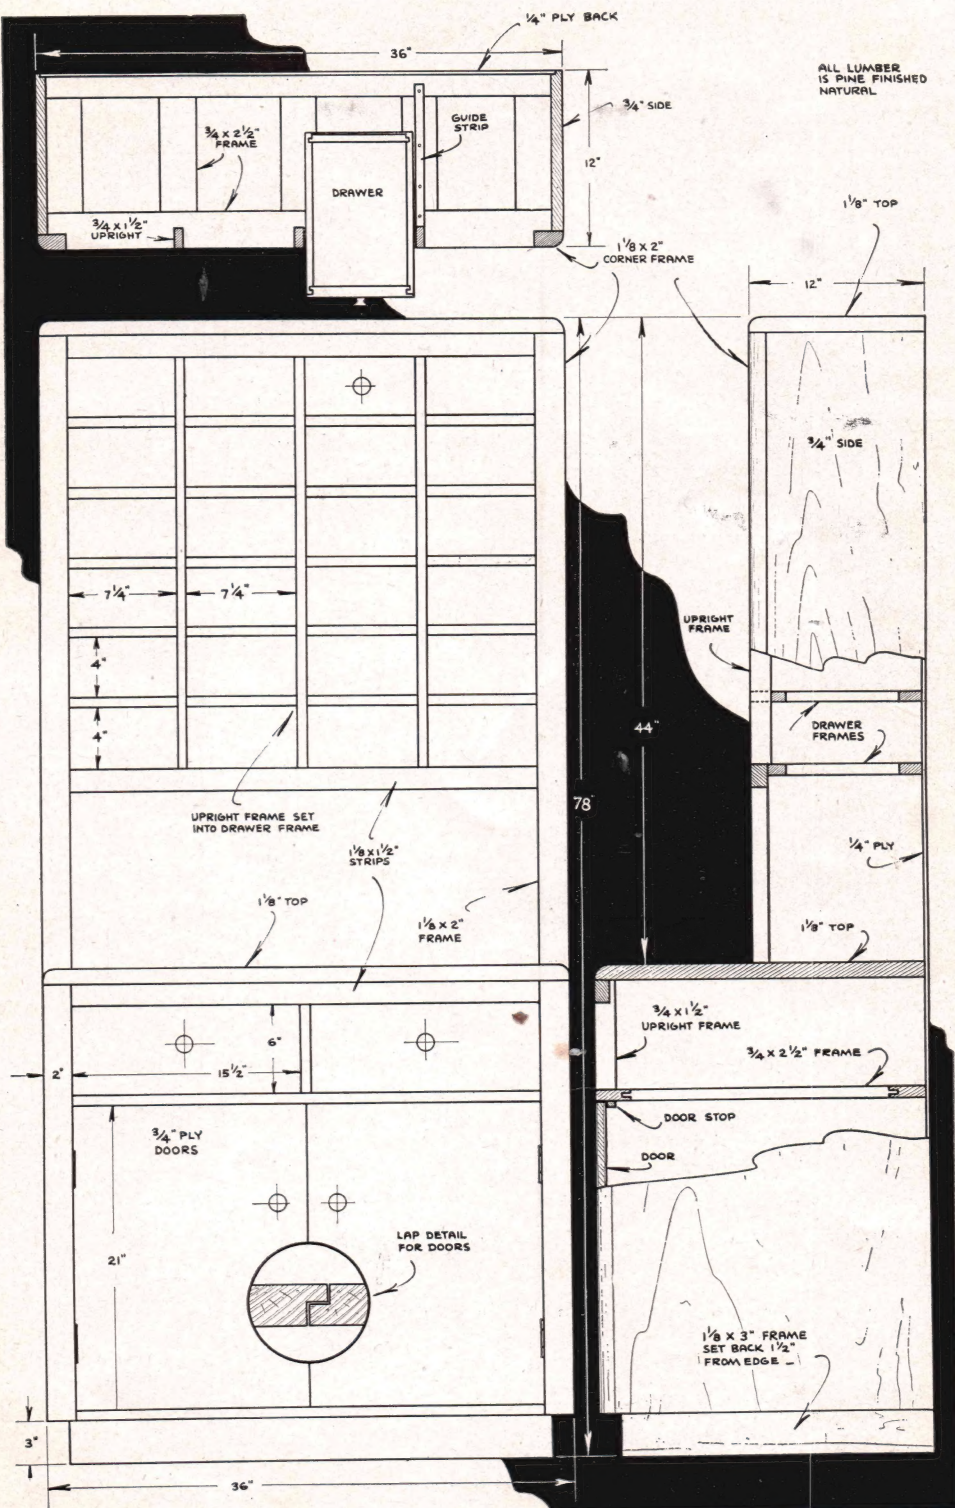 1/4" PLY BACK
36"
ALL LUMBER
IS PINE FINISHED
NATURAL
3/4" SIDE
GUIDE
STRIP
3/4 X 2 1/2"
FRAME
12"
DRAWER
1 1/8" TOP
3/4 X 1 1/2"
UPRIGHT
1 1/8 X 2"
CORNER FRAME
12"
3/4" SIDE
7 1/4"
7 1/4"
UPRIGHT
FRAME
4"
4"
44"
DRAWER
FRAMES
78"
UPRIGHT FRAME SET
INTO DRAWER FRAME
1 1/8 X 1 1/2"
STRIPS
1/4" PLY
1 1/8" TOP
1 1/8 X 2"
FRAME
1 1/8" TOP
3/4 X 1 1/2"
UPRIGHT FRAME
6"
3/4 X 2 1/2" FRAME
2"
15 1/2"
DOOR STOP
3/4" PLY
DOORS
DOOR
LAP DETAIL
FOR DOORS
21"
1 1/8 X 3" FRAME
SET BACK 1 1/2"
FROM EDGE
3"
36"